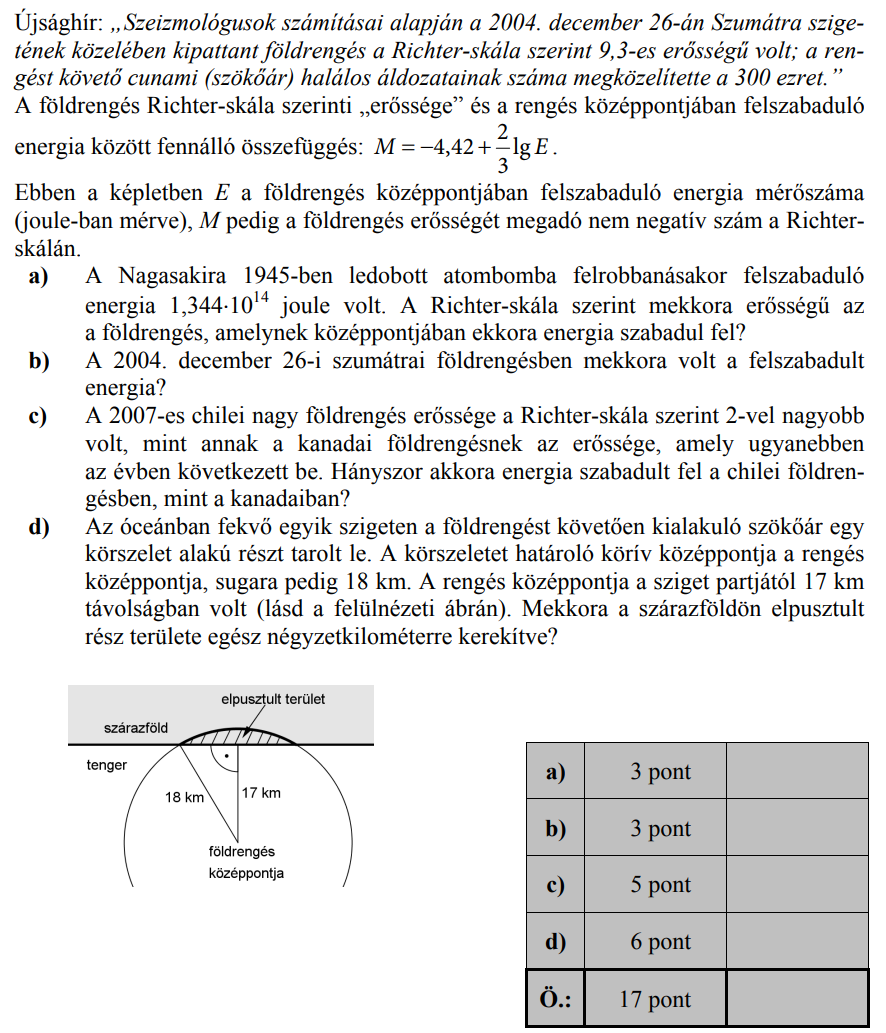 Újsághír: „Szeizmológusok számításai alapján a 2004. december 26-án Szumátra szige-
tének közelében kipattant földrengés a Richter-skála szerint 9,3-es erősségű volt; a ren-
gést követő cunami (szökőár) halálos áldozatainak száma megközelítette a 300 ezret.”
A földrengés Richter-skála szerinti „erőssége” és a rengés középpontjában felszabaduló
energia között fennálló összefüggés: M = −4,42 + 2/3 lg E .
Ebben a képletben E a földrengés középpontjában felszabaduló energia mérőszáma
(joule-ban mérve), M pedig a földrengés erősségét megadó nem negatív szám a Richter-
skálán.
a) A Nagasakira 1945-ben ledobott atombomba felrobbanásakor felszabaduló
energia 1,344·10¹⁴ joule volt. A Richter-skála szerint mekkora erősségű az
a földrengés, amelynek középpontjában ekkora energia szabadul fel?
b) A 2004. december 26-i szumátrai földrengésben mekkora volt a felszabadult
energia?
c) A 2007-es chilei nagy földrengés erőssége a Richter-skála szerint 2-vel nagyobb
volt, mint annak a kanadai földrengésnek az erőssége, amely ugyanebben
az évben következett be. Hányszor akkora energia szabadult fel a chilei földren-
gésben, mint a kanadaiban?
d) Az óceánban fekvő egyik szigeten a földrengést követően kialakuló szökőár egy
körszelet alakú részt tarolt le. A körszeletet határoló körív középpontja a rengés
középpontja, sugara pedig 18 km. A rengés középpontja a sziget partjától 17 km
távolságban volt (lásd a felülnézeti ábrán). Mekkora a szárazföldön elpusztult
rész területe egész négyzetkilométerre kerekítve?
elpusztult terület
szárazföld
tenger
18 km
17 km
földrengés
középpontja
a) 3 pont
b) 3 pont
c) 5 pont
d) 6 pont
Ö.: 17 pont